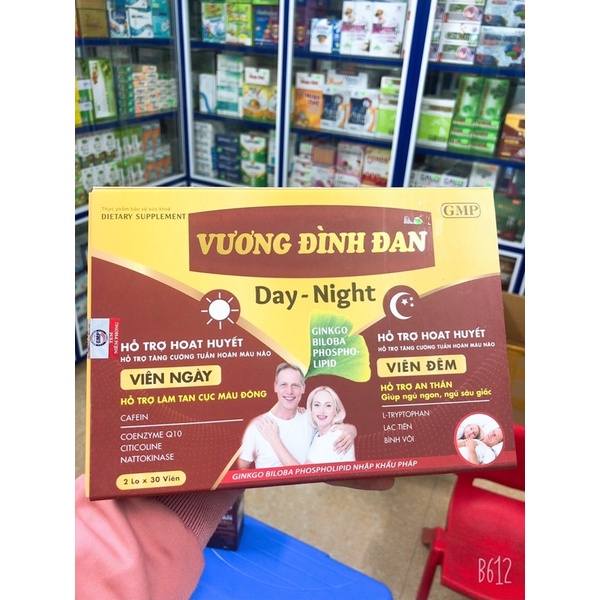 Thực phẩm bảo vệ sức khoẻ
DIETARY SUPPLEMENT
GMP
VƯƠNG ĐÌNH ĐAN
Day - Night
GINKGO
BILOBA
PHOSPHO-
LIPID
HỖ TRỢ HOẠT HUYẾT
HỖ TRỢ TĂNG CƯỜNG TUẦN HOÀN MÁU NÃO
VIÊN NGÀY
HỖ TRỢ LÀM TAN CỤC MÁU ĐÔNG
CAFEIN
COENZYME Q10
CITICOLINE
NATTOKINASE
2 Lọ x 30 Viên
HỖ TRỢ HOẠT HUYẾT
HỖ TRỢ TĂNG CƯỜNG TUẦN HOÀN MÁU NÃO
VIÊN ĐÊM
HỖ TRỢ AN THẦN
Giúp ngủ ngon, ngủ sâu giấc
L-TRYPTOPHAN
LẠC TIÊN
BÌNH VÔI
GINKGO BILOBA PHOSPHOLIPID NHẬP KHẨU PHÁP
TEM
NIÊM PHONG
B612